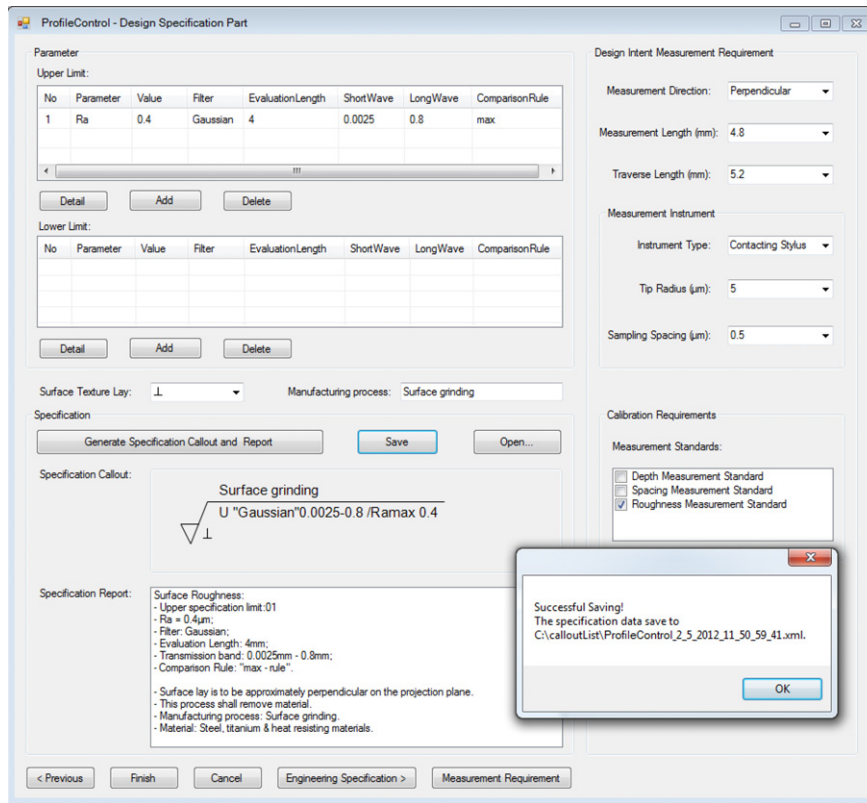 ProfileControl - Design Specification Part
Parameter
Upper Limit:
No Parameter Value Filter EvaluationLength ShortWave LongWave ComparisonRule
1 Ra 0.4 Gaussian 4 0.0025 0.8 max
Detail Add Delete
Lower Limit:
No Parameter Value Filter EvaluationLength ShortWave LongWave ComparisonRule
Detail Add Delete
Surface Texture Lay: ⊥ Manufacturing process: Surface grinding
Specification
Generate Specification Callout and Report Save Open...
Specification Callout:
Surface grinding
U "Gaussian"0.0025-0.8 /Ramax 0.4
⊥
Specification Report:
Surface Roughness:
- Upper specification limit:01
- Ra = 0.4μm;
- Filter: Gaussian;
- Evaluation Length: 4mm;
- Transmission band: 0.0025mm - 0.8mm;
- Comparison Rule: "max - rule".
- Surface lay is to be approximately perpendicular on the projection plane.
- This process shall remove material.
- Manufacturing process: Surface grinding.
- Material: Steel, titanium & heat resisting materials.
Design Intent Measurement Requirement
Measurement Direction: Perpendicular
Measurement Length (mm): 4.8
Traverse Length (mm): 5.2
Measurement Instrument
Instrument Type: Contacting Stylus
Tip Radius (μm): 5
Sampling Spacing (μm): 0.5
Calibration Requirements
Measurement Standards:
Depth Measurement Standard
Spacing Measurement Standard
Roughness Measurement Standard
Successful Saving!
The specification data save to
C:\calloutList\ProfileControl_2_5_2012_11_50_59_41.xml.
OK
< Previous Finish Cancel Engineering Specification > Measurement Requirement